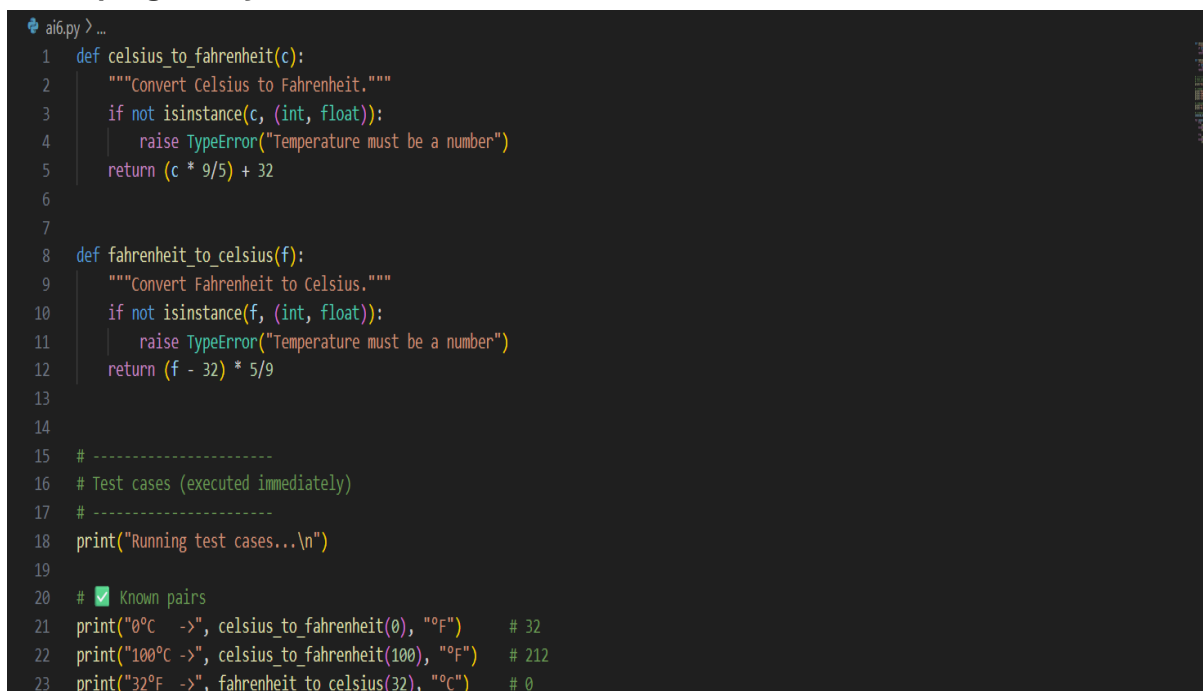 ai6.py > ...
1 def celsius_to_fahrenheit(c):
2     """Convert Celsius to Fahrenheit."""
3     if not isinstance(c, (int, float)):
4         raise TypeError("Temperature must be a number")
5     return (c * 9/5) + 32
6
7
8 def fahrenheit_to_celsius(f):
9     """Convert Fahrenheit to Celsius."""
10     if not isinstance(f, (int, float)):
11         raise TypeError("Temperature must be a number")
12     return (f - 32) * 5/9
13
14
15 # -----------------------
16 # Test cases (executed immediately)
17 # -----------------------
18 print("Running test cases...\n")
19
20 # ✅ Known pairs
21 print("0°C   ->", celsius_to_fahrenheit(0), "°F")      # 32
22 print("100°C ->", celsius_to_fahrenheit(100), "°F")    # 212
23 print("32°F  ->", fahrenheit_to_celsius(32), "°C")     # 0